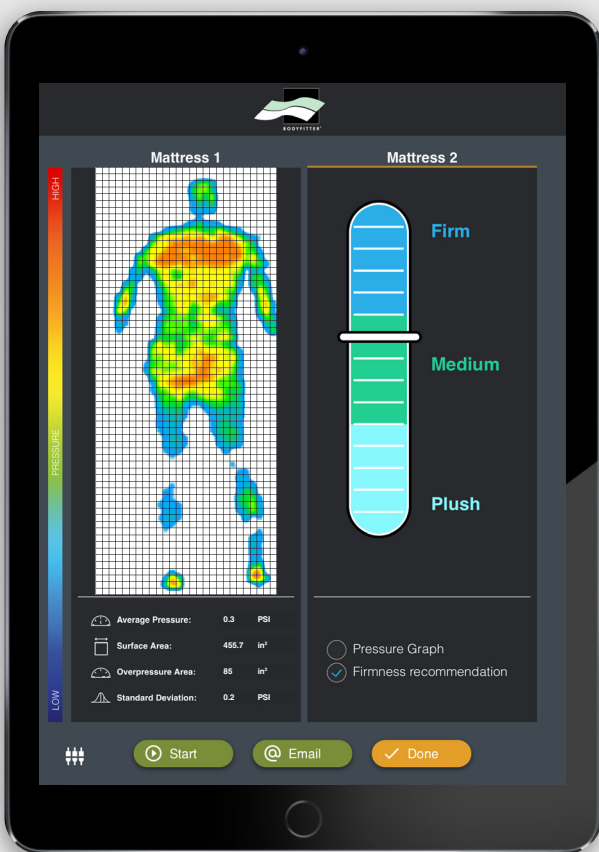 BODYFITTER®
Mattress 1
Mattress 2
HIGH
PRESSURE
LOW
Firm
Medium
Plush
Average Pressure: 0.3 PSI
Surface Area: 455.7 in²
Overpressure Area: 85 in²
Standard Deviation: 0.2 PSI
Pressure Graph
Firmness recommendation
Start
Email
Done